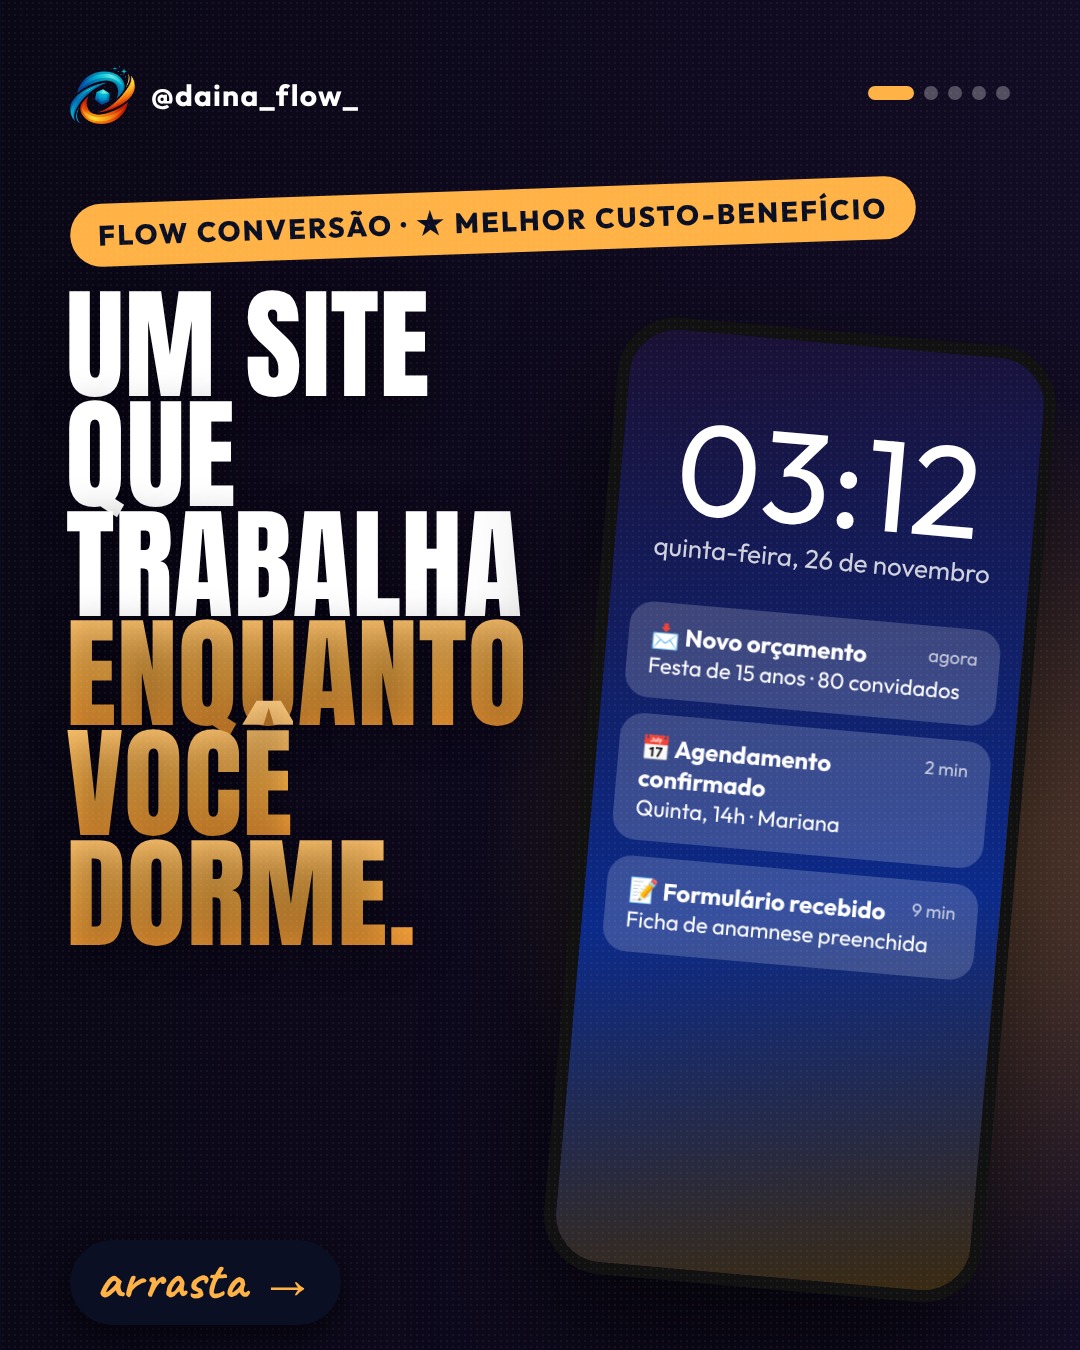 @daina_flow_
FLOW CONVERSÃO · ★ MELHOR CUSTO-BENEFÍCIO
UM SITE
QUE
TRABALHA
ENQUANTO
VOCÊ
DORME.
03:12
quinta-feira, 26 de novembro
📩 Novo orçamento agora
Festa de 15 anos · 80 convidados
📅 Agendamento 2 min
confirmado
Quinta, 14h · Mariana
📝 Formulário recebido 9 min
Ficha de anamnese preenchida
arrasta →